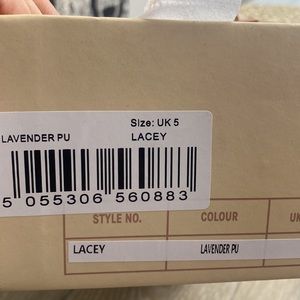 Size: UK 5
LAVENDER PU LACEY
5 055306 560883
STYLE NO. COLOUR UK
LACEY LAVENDER PU